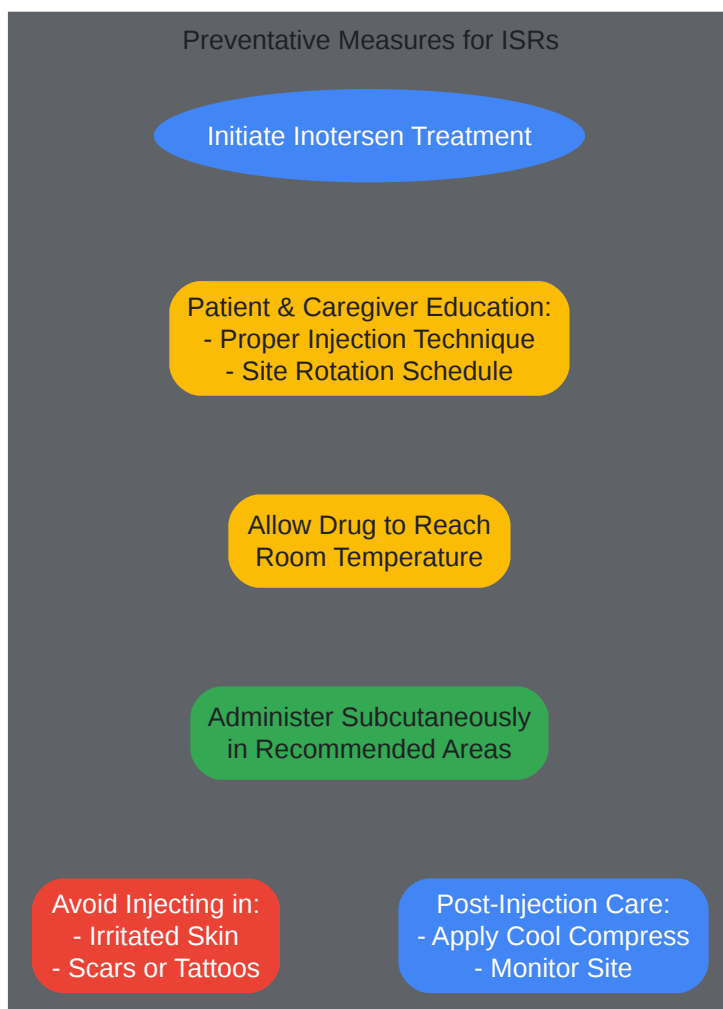 Preventative Measures for ISRs
Initiate Inotersen Treatment
Patient & Caregiver Education:
- Proper Injection Technique
- Site Rotation Schedule
Allow Drug to Reach
Room Temperature
Administer Subcutaneously
in Recommended Areas
Avoid Injecting in:
- Irritated Skin
- Scars or Tattoos
Post-Injection Care:
- Apply Cool Compress
- Monitor Site